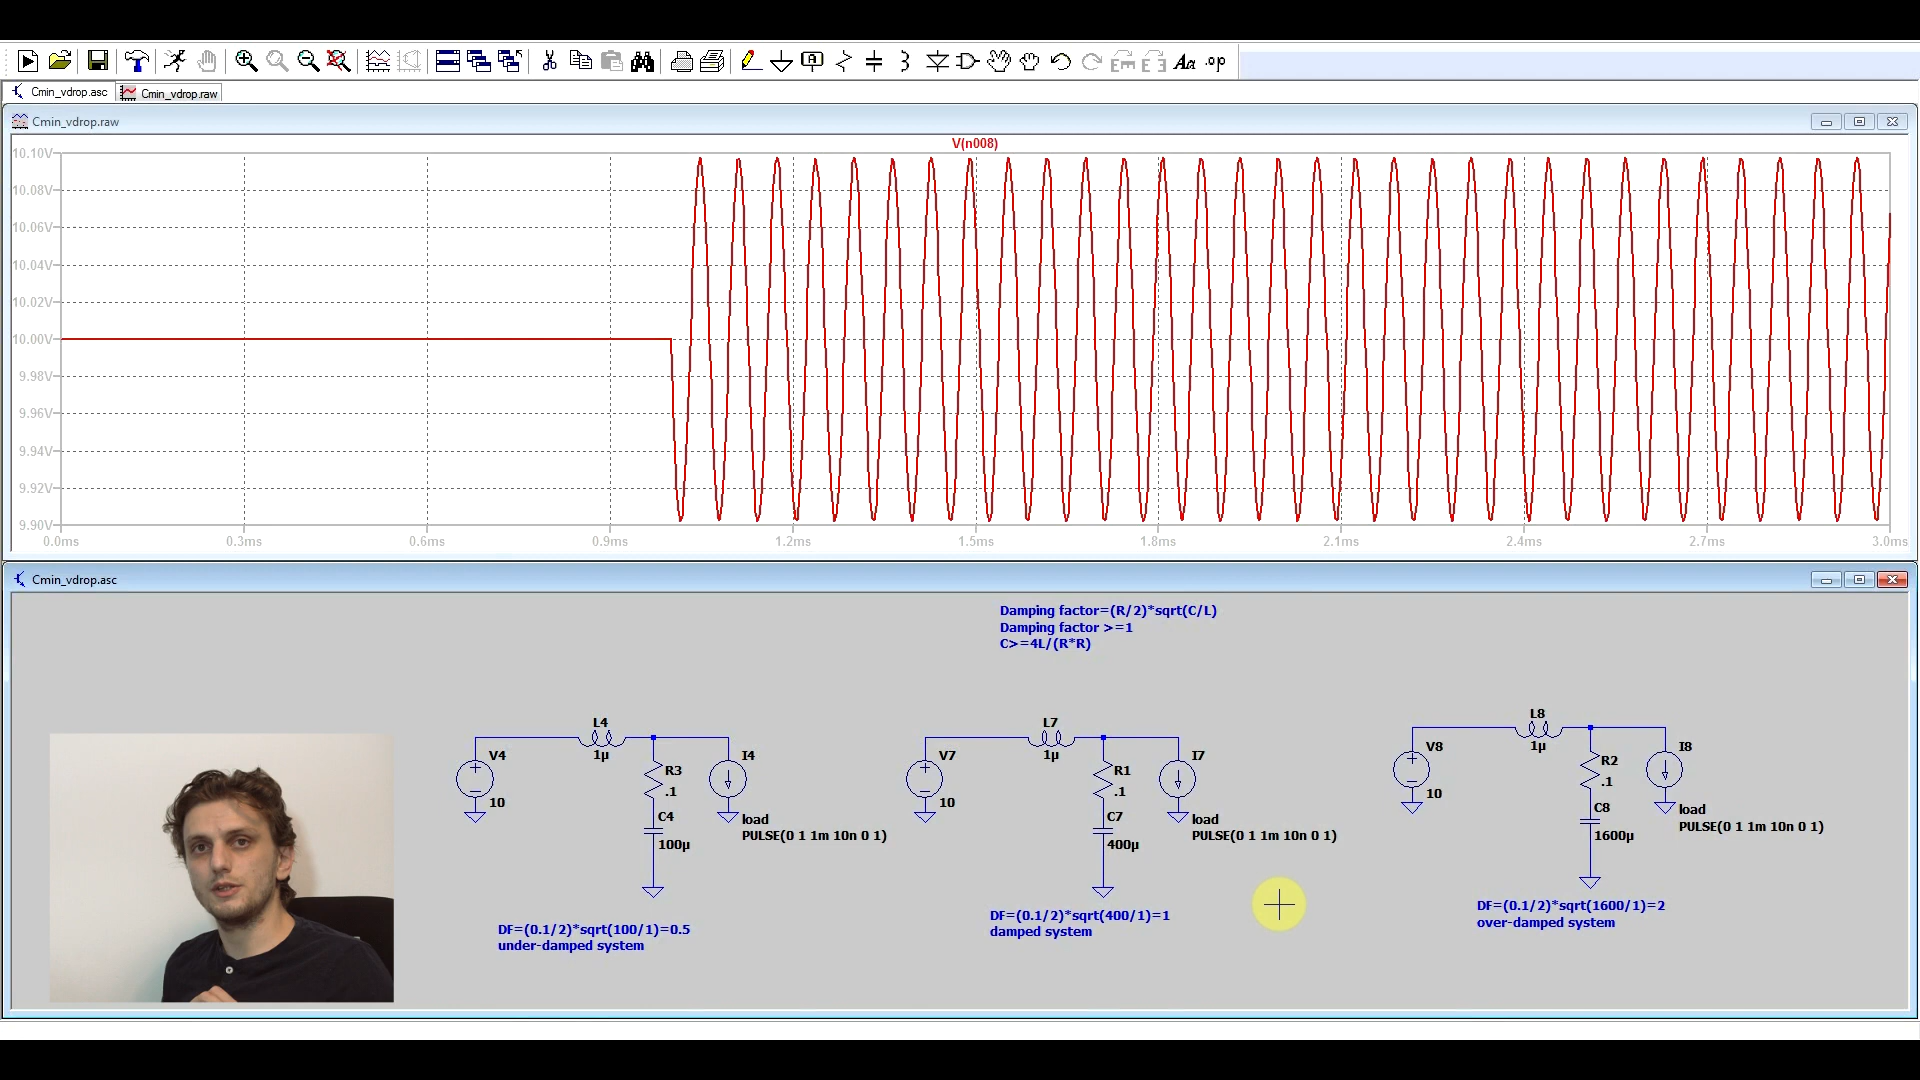 .op
Cmin_vdrop.asc
Cmin_vdrop.raw
Cmin_vdrop.raw
V(n008)
10.10V
10.08V
10.06V
10.04V
10.02V
10.00V
9.98V
9.96V
9.94V
9.92V
9.90V
0.0ms 0.3ms 0.6ms 0.9ms 1.2ms 1.5ms 1.8ms 2.1ms 2.4ms 2.7ms 3.0ms
Cmin_vdrop.asc
Damping factor=(R/2)*sqrt(C/L)
Damping factor >=1
C>=4L/(R*R)
L4
1µ
V4
10
R3
.1
C4
100µ
I4
load
PULSE(0 1 1m 10n 0 1)
DF=(0.1/2)*sqrt(100/1)=0.5
under-damped system
L7
1µ
V7
10
R1
.1
C7
400µ
I7
load
PULSE(0 1 1m 10n 0 1)
DF=(0.1/2)*sqrt(400/1)=1
damped system
L8
1µ
V8
10
R2
.1
C8
1600µ
I8
load
PULSE(0 1 1m 10n 0 1)
DF=(0.1/2)*sqrt(1600/1)=2
over-damped system